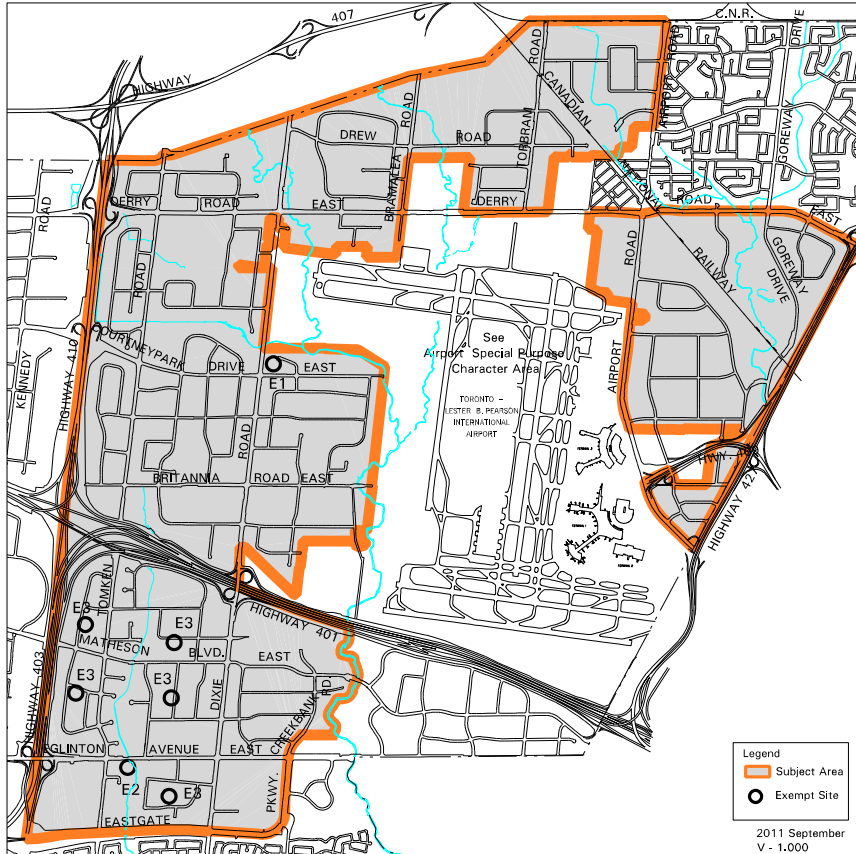 C.N.R.
407
HIGHWAY
DRIVE
GOREWAY
ROAD
AIRPORT
ROAD
TORBRAM
CANADIAN
NATIONAL
RAILWAY
DREW ROAD
ROAD
BRAMALEA
DERRY ROAD EAST
DERRY ROAD EAST
ROAD
KENNEDY
ROAD
HIGHWAY 410
COURTNEYPARK DRIVE EAST
E1
ROAD
AIRPORT
ROAD
GOREWAY
DRIVE
See
Airport Special Purpose
Character Area
TORONTO -
LESTER B. PEARSON
INTERNATIONAL
AIRPORT
BRITANNIA ROAD EAST
HIGHWAY 427
HIGHWAY 401
TOMKEN
E3
E3
MATHESON BLVD. EAST
E3
E3
DIXIE
HIGHWAY 403
CREEKBANK RD.
EGLINTON AVENUE EAST
E2
E3
PKWY.
EASTGATE
Legend
Subject Area
Exempt Site
2011 September
V - 1.000